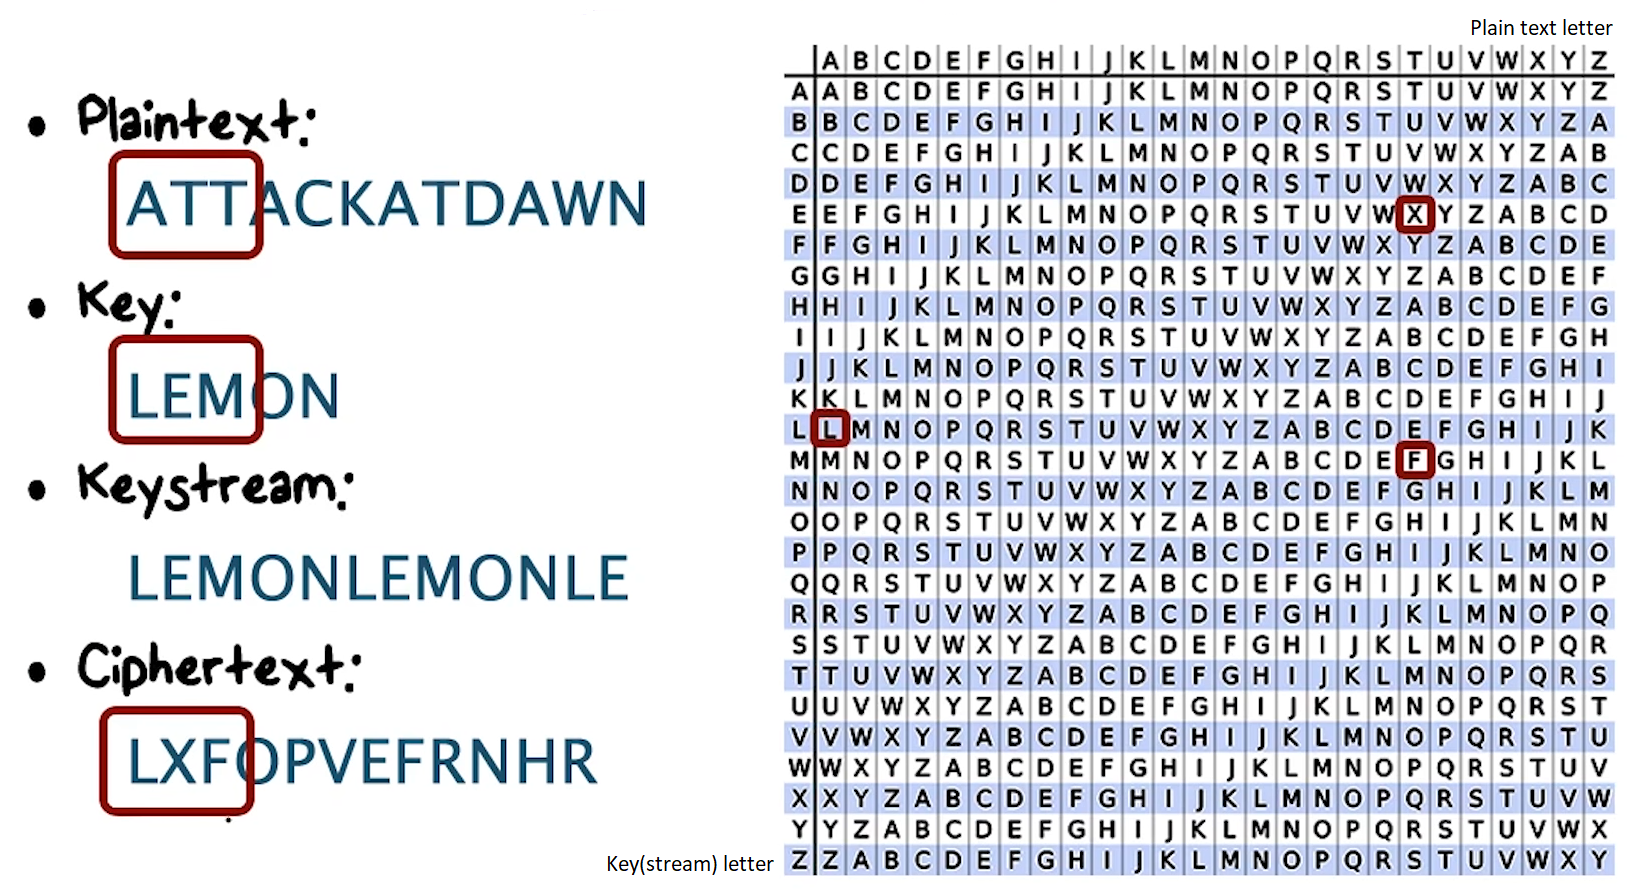 Plain text letter
• Plaintext:
ATTACKATDAWN
• Key:
LEMON
• Keystream:
LEMONLEMONLE
• Ciphertext:
LXFOPVEFRNHR
Key(stream) letter
A B C D E F G H I J K L M N O P Q R S T U V W X Y Z
A A B C D E F G H I J K L M N O P Q R S T U V W X Y Z
B B C D E F G H I J K L M N O P Q R S T U V W X Y Z A
C C D E F G H I J K L M N O P Q R S T U V W X Y Z A B
D D E F G H I J K L M N O P Q R S T U V W X Y Z A B C
E E F G H I J K L M N O P Q R S T U V W X Y Z A B C D
F F G H I J K L M N O P Q R S T U V W X Y Z A B C D E
G G H I J K L M N O P Q R S T U V W X Y Z A B C D E F
H H I J K L M N O P Q R S T U V W X Y Z A B C D E F G
I I J K L M N O P Q R S T U V W X Y Z A B C D E F G H
J J K L M N O P Q R S T U V W X Y Z A B C D E F G H I
K K L M N O P Q R S T U V W X Y Z A B C D E F G H I J
L L M N O P Q R S T U V W X Y Z A B C D E F G H I J K
M M N O P Q R S T U V W X Y Z A B C D E F G H I J K L
N N O P Q R S T U V W X Y Z A B C D E F G H I J K L M
O O P Q R S T U V W X Y Z A B C D E F G H I J K L M N
P P Q R S T U V W X Y Z A B C D E F G H I J K L M N O
Q Q R S T U V W X Y Z A B C D E F G H I J K L M N O P
R R S T U V W X Y Z A B C D E F G H I J K L M N O P Q
S S T U V W X Y Z A B C D E F G H I J K L M N O P Q R
T T U V W X Y Z A B C D E F G H I J K L M N O P Q R S
U U V W X Y Z A B C D E F G H I J K L M N O P Q R S T
V V W X Y Z A B C D E F G H I J K L M N O P Q R S T U
W W X Y Z A B C D E F G H I J K L M N O P Q R S T U V
X X Y Z A B C D E F G H I J K L M N O P Q R S T U V W
Y Y Z A B C D E F G H I J K L M N O P Q R S T U V W X
Z Z A B C D E F G H I J K L M N O P Q R S T U V W X Y